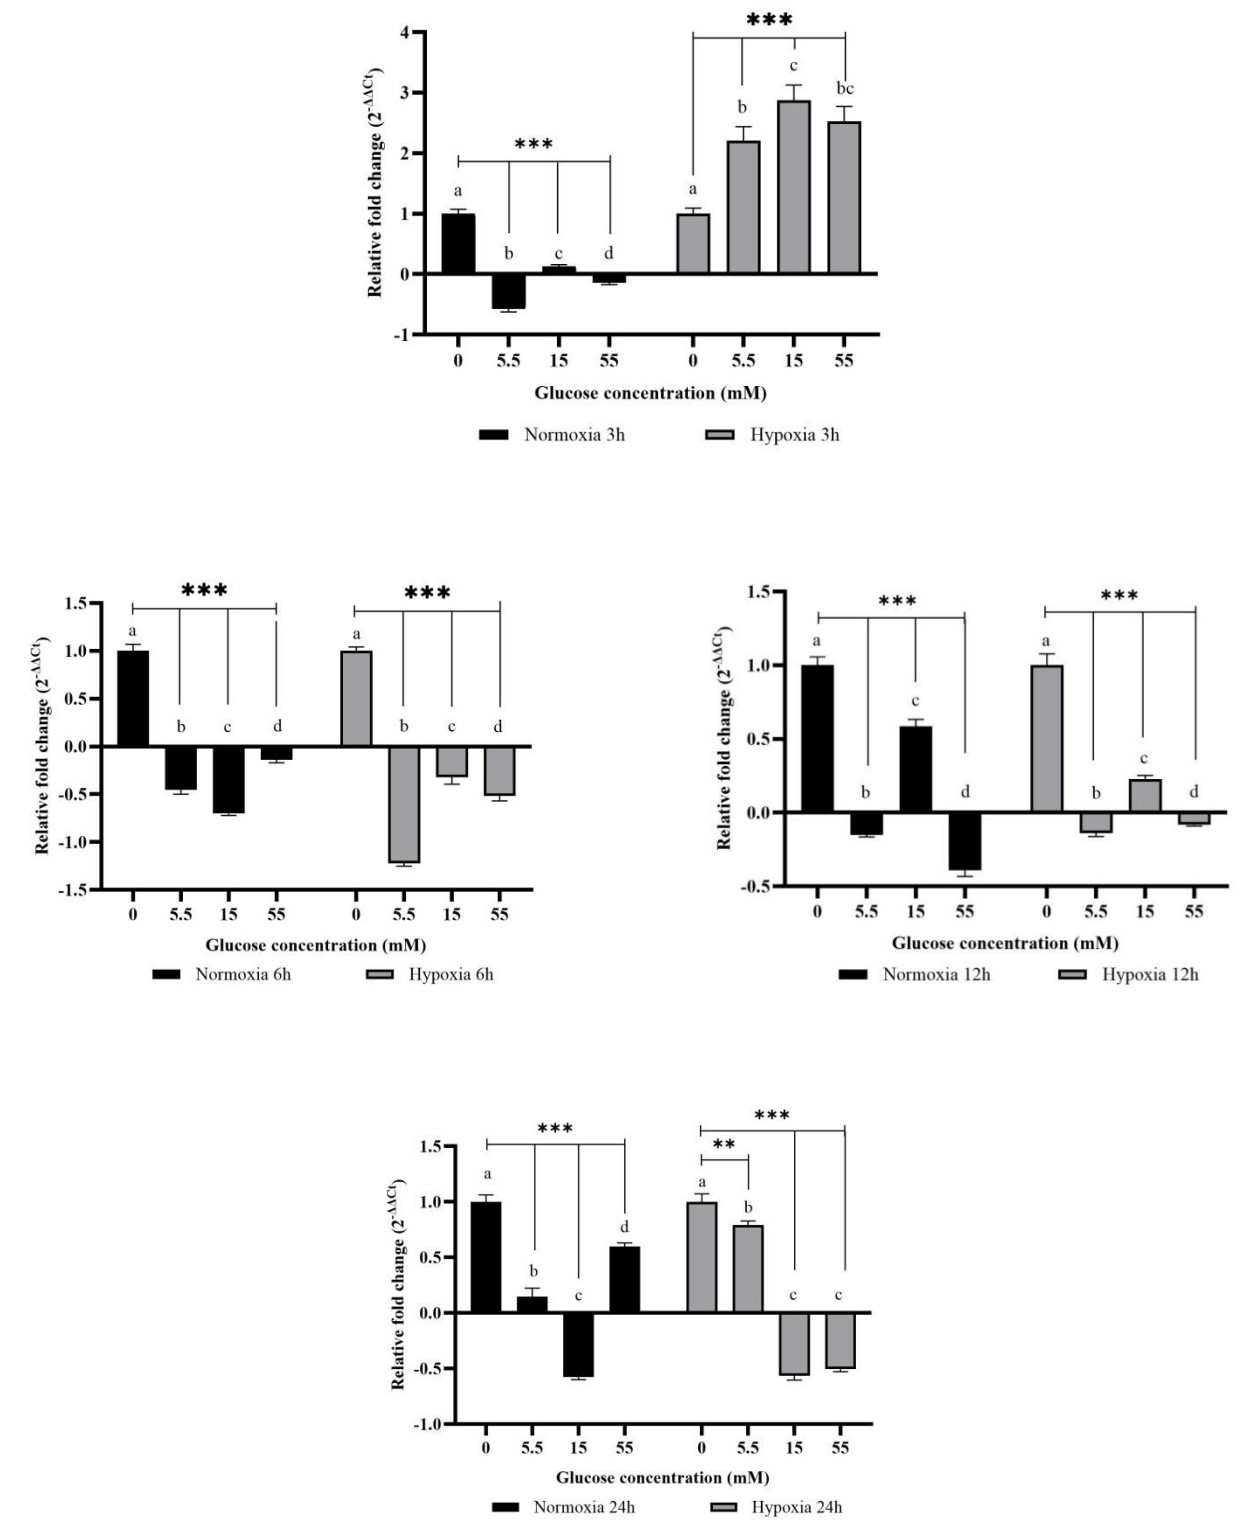 ***
4
3
2
1
0
-1
Relative fold change (2-ΔΔCt)
***
a
b
c
d
a
b
c
bc
0 5.5 15 55 0 5.5 15 55
Glucose concentration (mM)
Normoxia 3h Hypoxia 3h
1.5
1.0
0.5
0.0
-0.5
-1.0
-1.5
Relative fold change (2-ΔΔCt)
*** ***
a b c d a b c d
0 5.5 15 55 0 5.5 15 55
Glucose concentration (mM)
Normoxia 6h Hypoxia 6h
1.5
1.0
0.5
0.0
-0.5
Relative fold change (2-ΔΔCt)
*** ***
a b c d a b c d
0 5.5 15 55 0 5.5 15 55
Glucose concentration (mM)
Normoxia 12h Hypoxia 12h
1.5
1.0
0.5
0.0
-0.5
-1.0
Relative fold change (2-ΔΔCt)
*** ***
**
a b c d a b c c
0 5.5 15 55 0 5.5 15 55
Glucose concentration (mM)
Normoxia 24h Hypoxia 24h